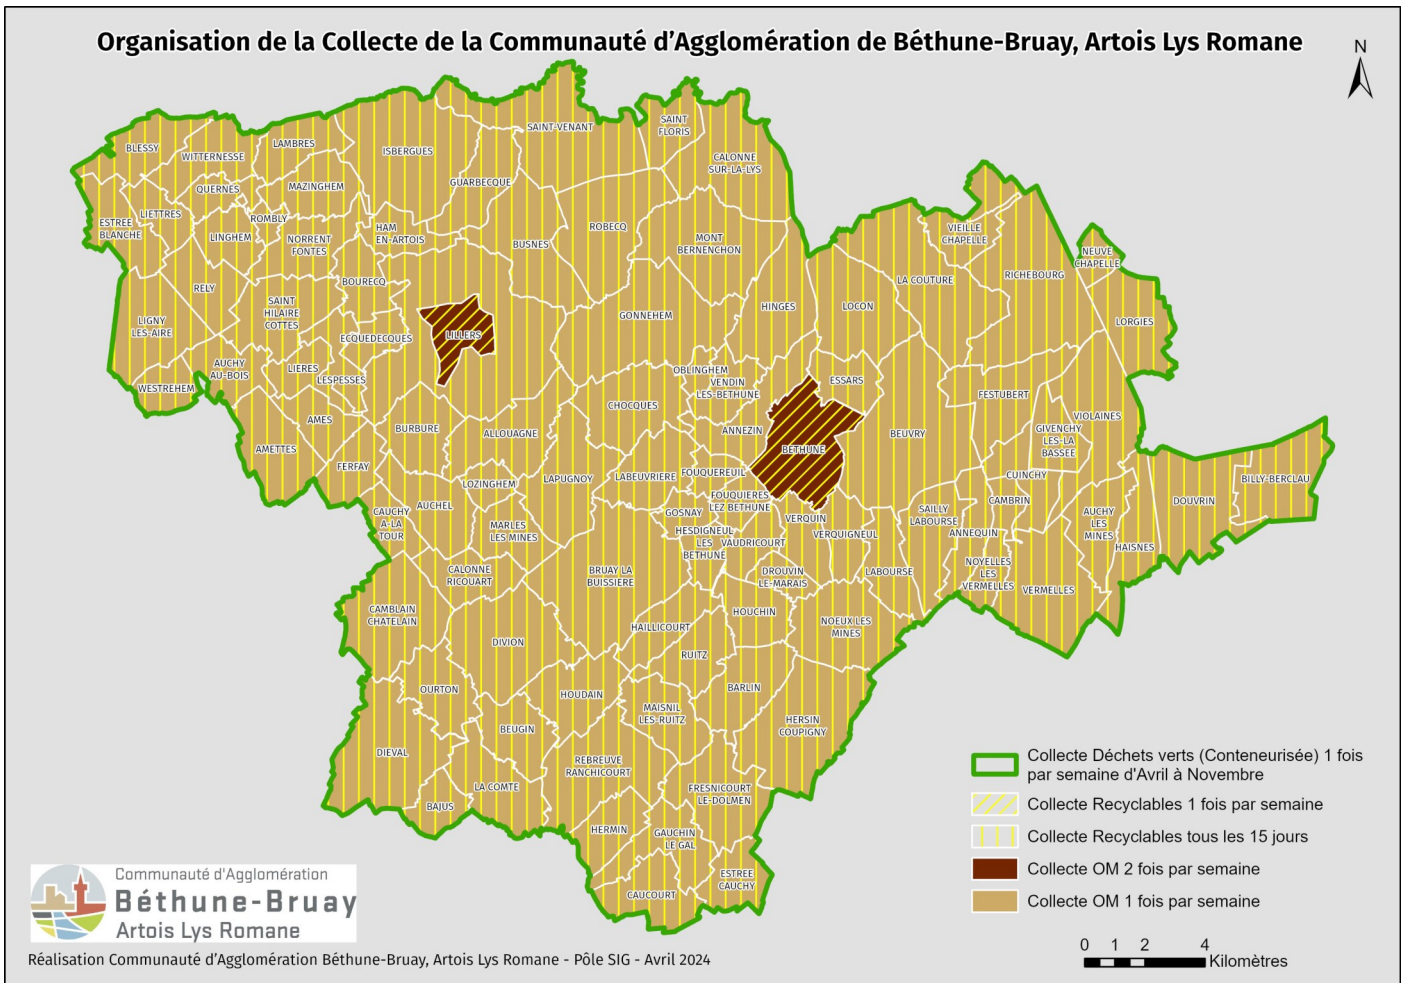 Organisation de la Collecte de la Communauté d'Agglomération de Béthune-Bruay, Artois Lys Romane
N
BLESSY
WITTERNESSE
LAMBRES
ISBERGUES
SAINT-VENANT
SAINT
FLORIS
CALONNE
SUR-LA-LYS
QUERNES
MAZINGHEM
GUARBECQUE
ESTREE
BLANCHE
LIETTRES
ROMBLY
LINGHEM
NORRENT
FONTES
HAM
EN-ARTOIS
BUSNES
ROBECQ
MONT
BERNENCHON
VIEILLE
CHAPELLE
NEUVE
CHAPELLE
RELY
BOURECQ
LA COUTURE
RICHEBOURG
LIGNY
LES-AIRE
SAINT
HILAIRE
COTTES
ECQUEDECQUES
LILLERS
GONNEHEM
HINGES
LOCON
LORGIES
WESTREHEM
AUCHY
AU-BOIS
LIERES
LESPESSES
OBLINGHEM
VENDIN
LES-BETHUNE
ESSARS
FESTUBERT
AMETTES
AMES
BURBURE
ALLOUAGNE
CHOCQUES
ANNEZIN
BETHUNE
BEUVRY
GIVENCHY
LES-LA
BASSEE
VIOLAINES
FERFAY
LOZINGHEM
LAPUGNOY
LABEUVRIERE
FOUQUEREUIL
FOUQUIERES
LEZ BETHUNE
CUINCHY
CAMBRIN
DOUVRIN
BILLY-BERCLAU
CAUCHY
A-LA
TOUR
AUCHEL
MARLES
LES MINES
GOSNAY
HESDIGNEUL
LES
BETHUNE
VAUDRICOURT
VERQUIN
VERQUIGNEUL
SAILLY
LABOURSE
ANNEQUIN
AUCHY
LES
MINES
HAISNES
CALONNE
RICOUART
BRUAY LA
BUISSIERE
DROUVIN
LE-MARAIS
LABOURSE
NOYELLES
LES
VERMELLES
VERMELLES
CAMBLAIN
CHATELAIN
DIVION
HAILLICOURT
HOUCHIN
NOEUX LES
MINES
RUITZ
OURTON
HOUDAIN
BARLIN
MAISNIL
LES-RUITZ
HERSIN
COUPIGNY
BEUGIN
DIEVAL
REBREUVE
RANCHICOURT
LA COMTE
FRESNICOURT
LE-DOLMEN
BAJUS
HERMIN
GAUCHIN
LE GAL
ESTREE
CAUCHY
CAUCOURT
Collecte Déchets verts (Conteneurisée) 1 fois
par semaine d'Avril à Novembre
Collecte Recyclables 1 fois par semaine
Collecte Recyclables tous les 15 jours
Collecte OM 2 fois par semaine
Collecte OM 1 fois par semaine
0 1 2 4
Kilomètres
Communauté d'Agglomération
Béthune-Bruay
Artois Lys Romane
Réalisation Communauté d'Agglomération Béthune-Bruay, Artois Lys Romane - Pôle SIG - Avril 2024